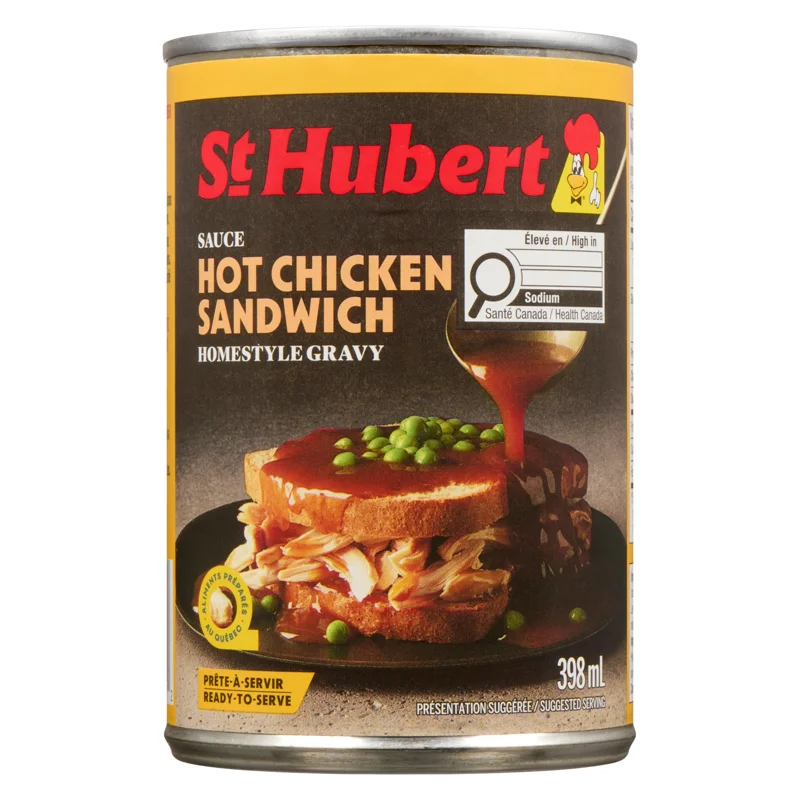 St Hubert
Élevé en / High in
Sodium
Santé Canada / Health Canada
SAUCE
HOT CHICKEN
SANDWICH
HOMESTYLE GRAVY
ALIMENTS PRÉPARÉS
AU QUÉBEC
PRÊTE-À-SERVIR
READY-TO-SERVE
398 mL
PRÉSENTATION SUGGÉRÉE / SUGGESTED SERVING